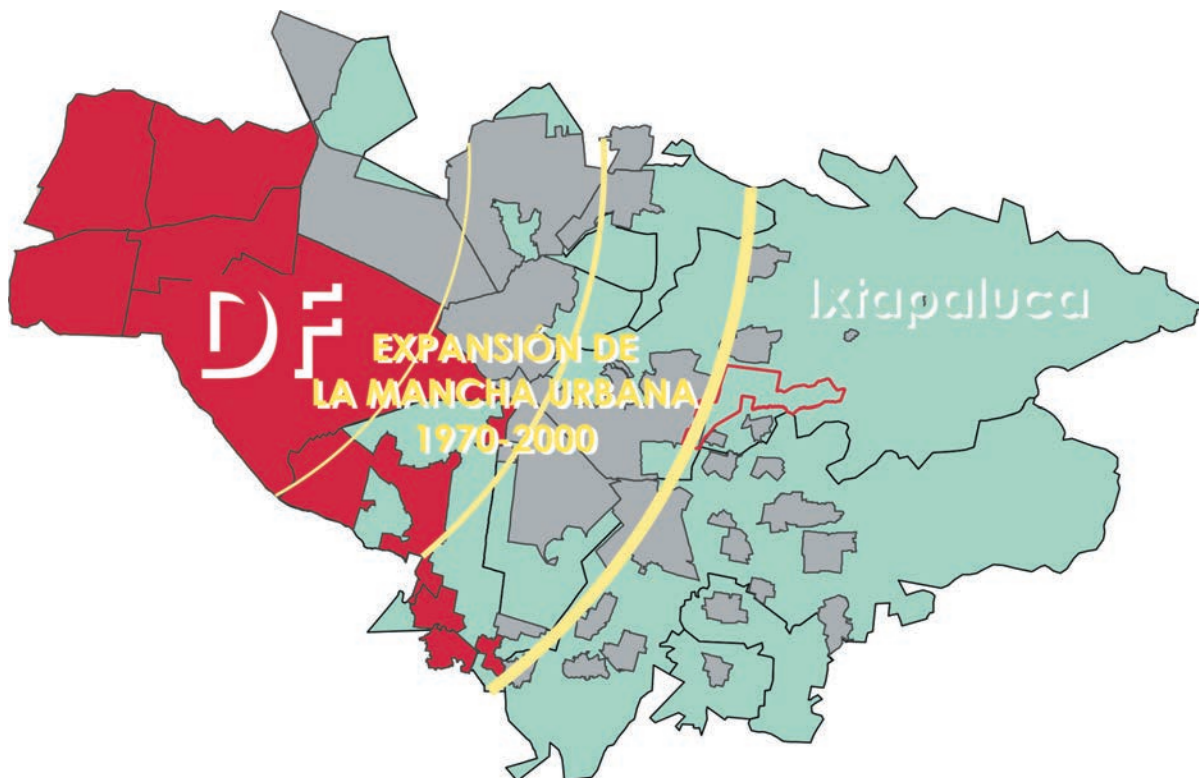 Ixtapaluca
DF
EXPANSIÓN DE
LA MANCHA URBANA
1970-2000